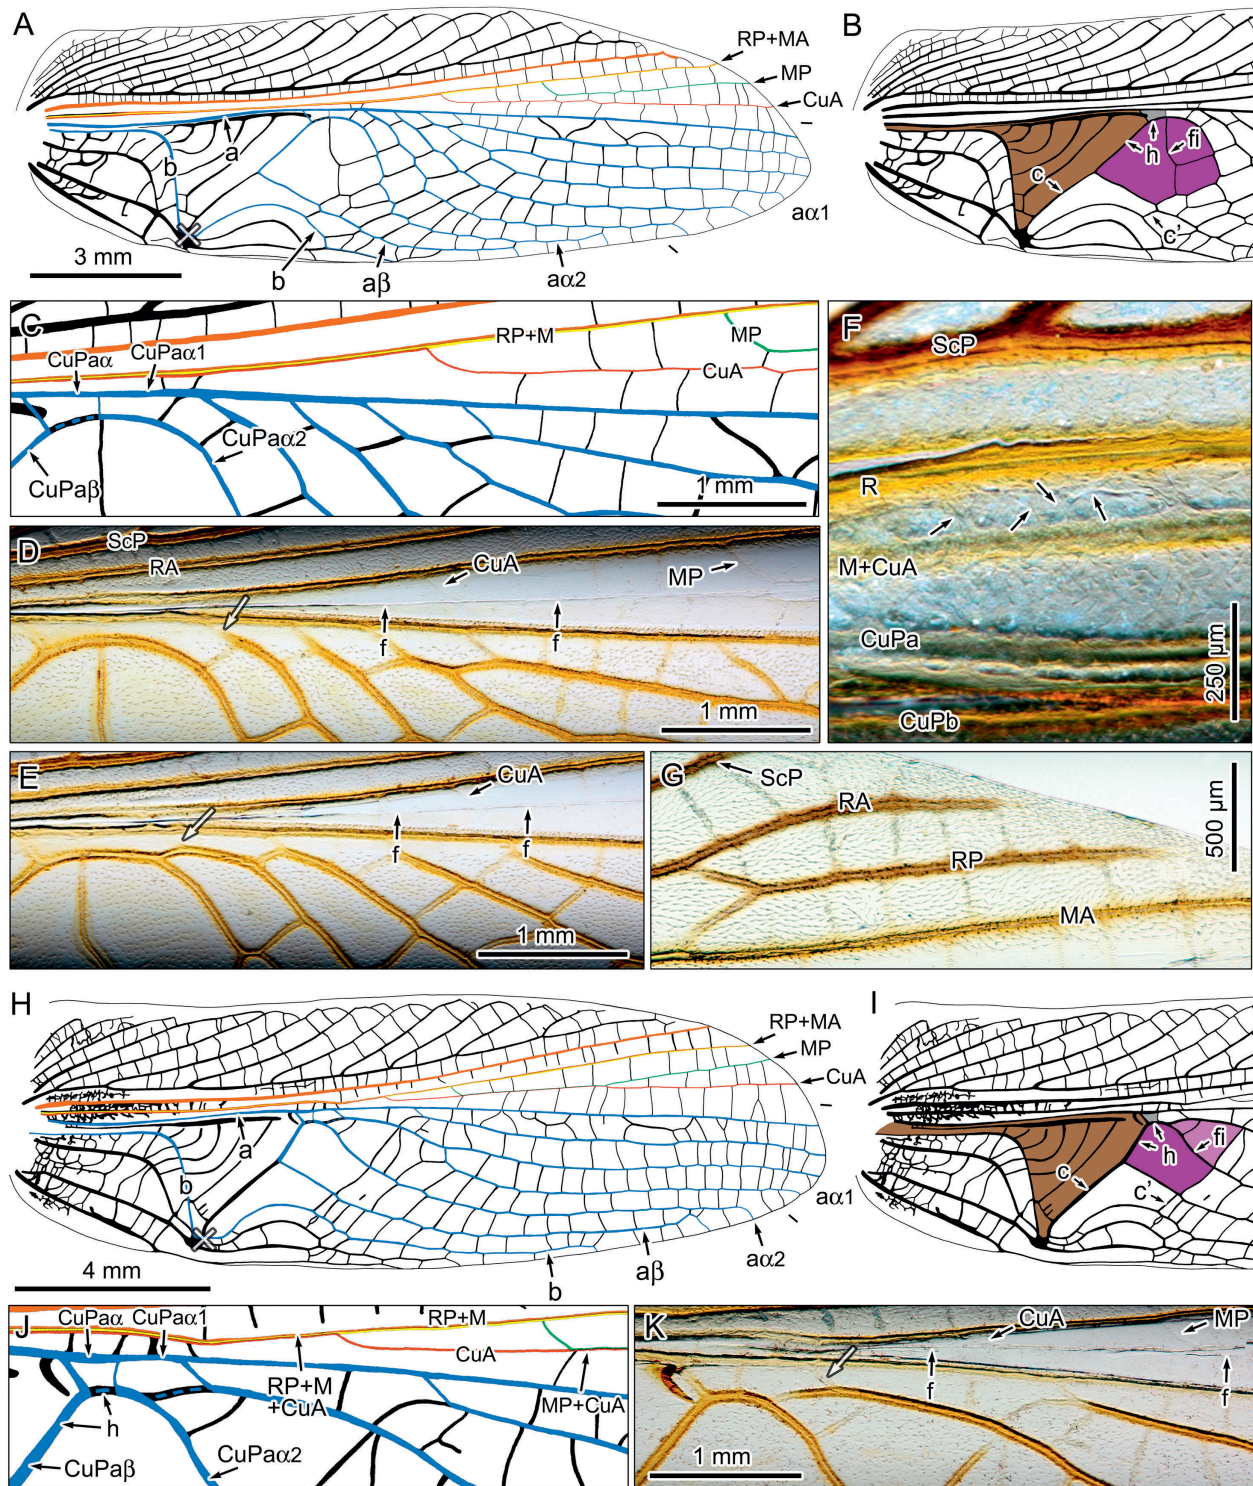 A
RP+MA
MP
CuA
a
b
b
aβ
aα2
aα1
3 mm
B
h
fi
c
c'
C
CuPaα
CuPaα1
RP+M
MP
CuA
CuPaα2
CuPaβ
1 mm
D
ScP
RA
CuA
MP
f
f
1 mm
E
CuA
f
f
1 mm
F
ScP
R
M+CuA
CuPa
CuPb
250 µm
G
ScP
RA
RP
MA
500 µm
H
RP+MA
MP
CuA
a
b
aα1
aα2
aβ
b
4 mm
I
fi
h
c
c'
J
CuPaα
CuPaα1
RP+M
CuA
RP+M
+CuA
MP+CuA
h
CuPaα2
CuPaβ
K
CuA
MP
f
f
1 mm